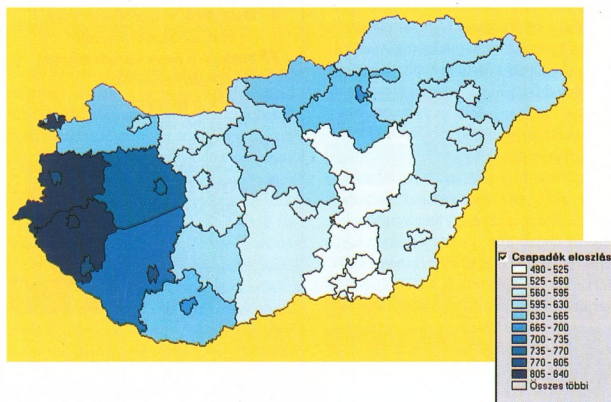 Csapadék eloszlás
490 - 525
525 - 560
560 - 595
595 - 630
630 - 665
665 - 700
700 - 735
735 - 770
770 - 805
805 - 840
Összes többi